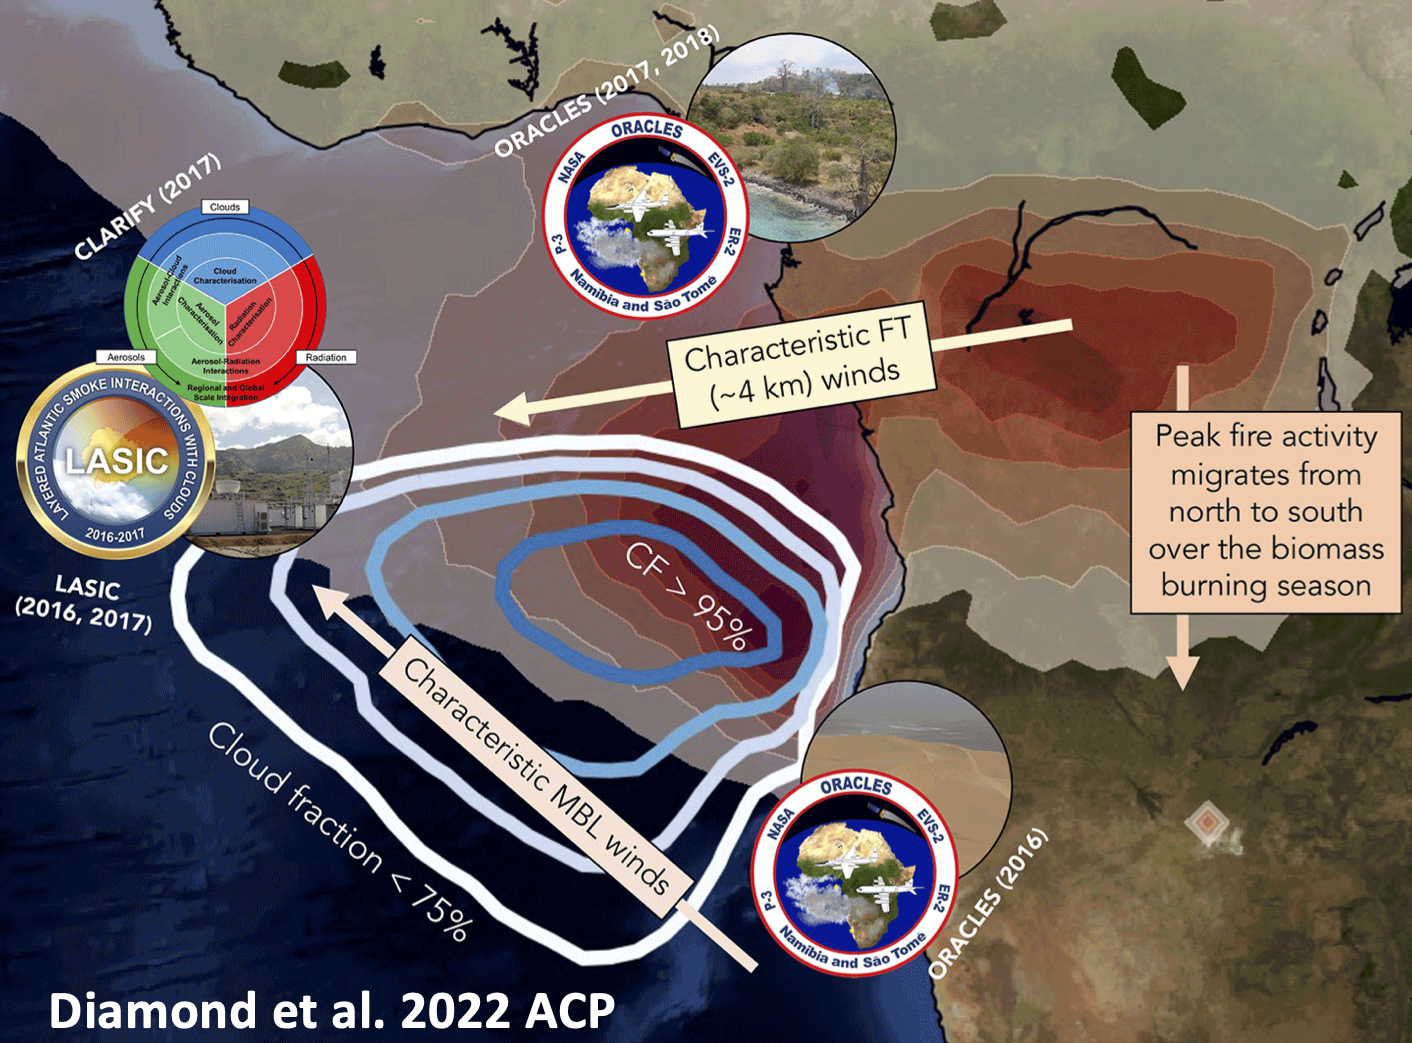 ORACLES (2017, 2018)
ORACLES
NASA
EVS-2
P-3
ER-2
Namibia and São Tomé
CLARIFY (2017)
Clouds
Cloud
Characterisation
Aerosol-Cloud
Interactions
Aerosol
Characterisation
Radiation
Characterisation
Aerosols
Radiation
Aerosol-Radiation
Interactions
Regional and Global
Scale Integration
LAYERED ATLANTIC SMOKE INTERACTIONS WITH CLOUDS
LASIC
2016-2017
LASIC
(2016, 2017)
Characteristic FT
(~4 km) winds
Peak fire activity
migrates from
north to south
over the biomass
burning season
CF > 95%
Characteristic MBL winds
Cloud fraction < 75%
ORACLES
NASA
EVS-2
P-3
ER-2
Namibia and São Tomé
ORACLES (2016)
Diamond et al. 2022 ACP